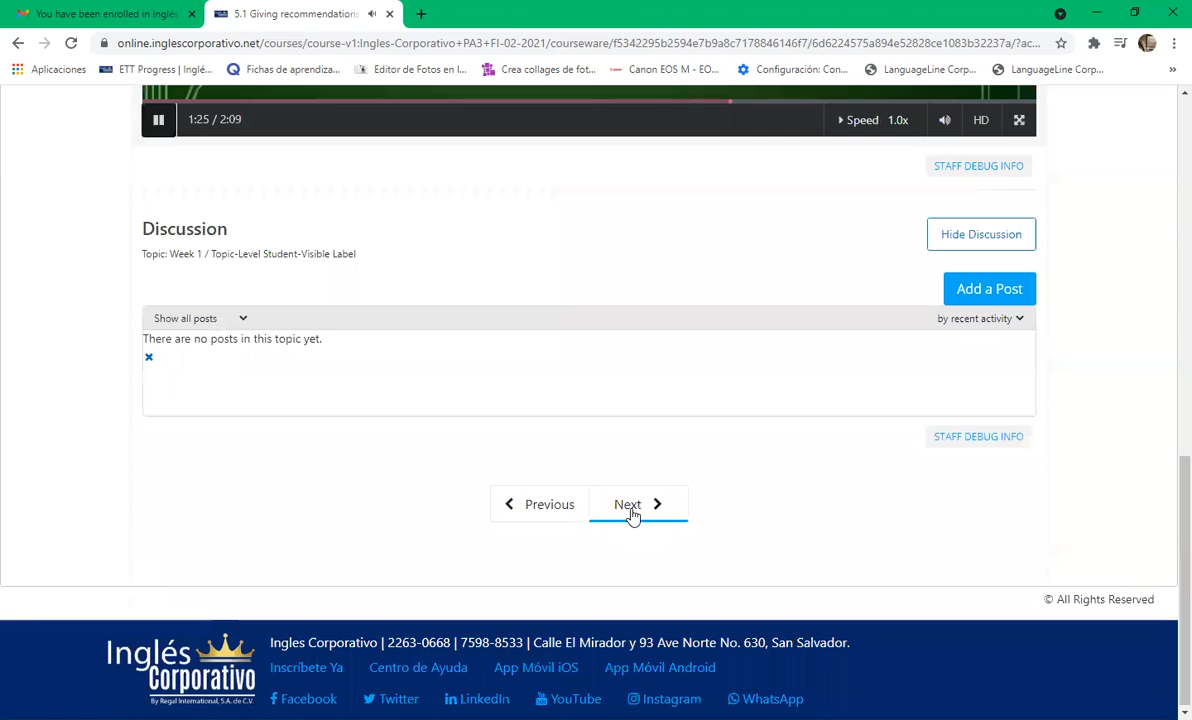 You have been enrolled in Inglés
5.1 Giving recommendations
online.inglescorporativo.net/courses/course-v1:Ingles-Corporativo+PA3+FI-02-2021/courseware/f5342295b2594e7b9a8c7178846146f7/6d6224575a894e52828ce1083b32237a/?ac...
Aplicaciones
ETT Progress | Inglé...
Fichas de aprendiza...
Editor de Fotos en l...
Crea collages de fot...
Canon EOS M - EO...
Configuración: Con...
LanguageLine Corp...
LanguageLine Corp...
»
1:25 / 2:09
Speed 1.0x
HD
STAFF DEBUG INFO
Discussion
Hide Discussion
Topic: Week 1 / Topic-Level Student-Visible Label
Add a Post
Show all posts
by recent activity
There are no posts in this topic yet.
STAFF DEBUG INFO
Previous
Next
© All Rights Reserved
Inglés Corporativo
By Regal International, S.A. de C.V.
Ingles Corporativo | 2263-0668 | 7598-8533 | Calle El Mirador y 93 Ave Norte No. 630, San Salvador.
Inscríbete Ya
Centro de Ayuda
App Móvil iOS
App Móvil Android
Facebook
Twitter
LinkedIn
YouTube
Instagram
WhatsApp